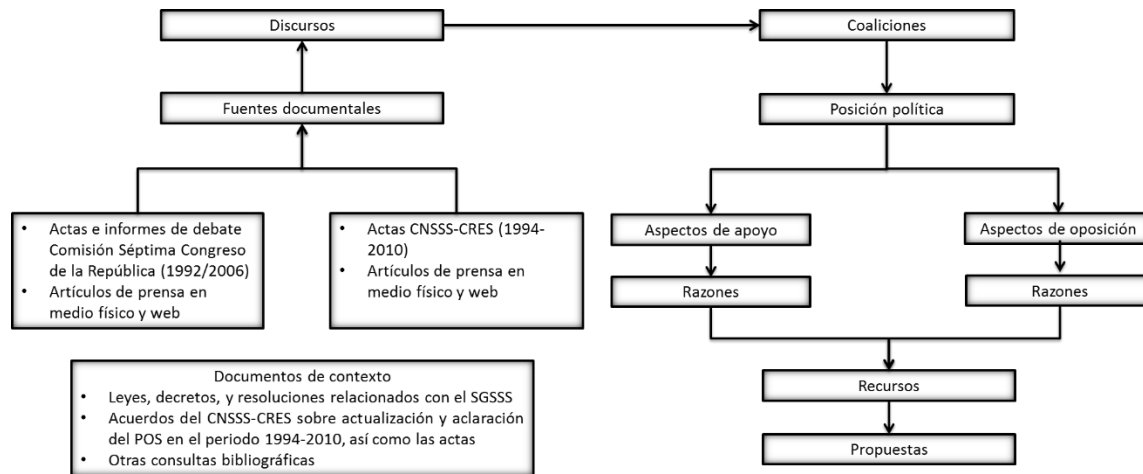 Discursos
Coaliciones
Fuentes documentales
Posición política
• Actas e informes de debate
Comisión Séptima Congreso
de la República (1992/2006)
• Artículos de prensa en
medio físico y web
• Actas CNSSS-CRES (1994-
2010)
• Artículos de prensa en
medio físico y web
Aspectos de apoyo
Aspectos de oposición
Razones
Razones
Recursos
Propuestas
Documentos de contexto
• Leyes, decretos, y resoluciones relacionados con el SGSSS
• Acuerdos del CNSSS-CRES sobre actualización y aclaración
del POS en el periodo 1994-2010, así como las actas
• Otras consultas bibliográficas